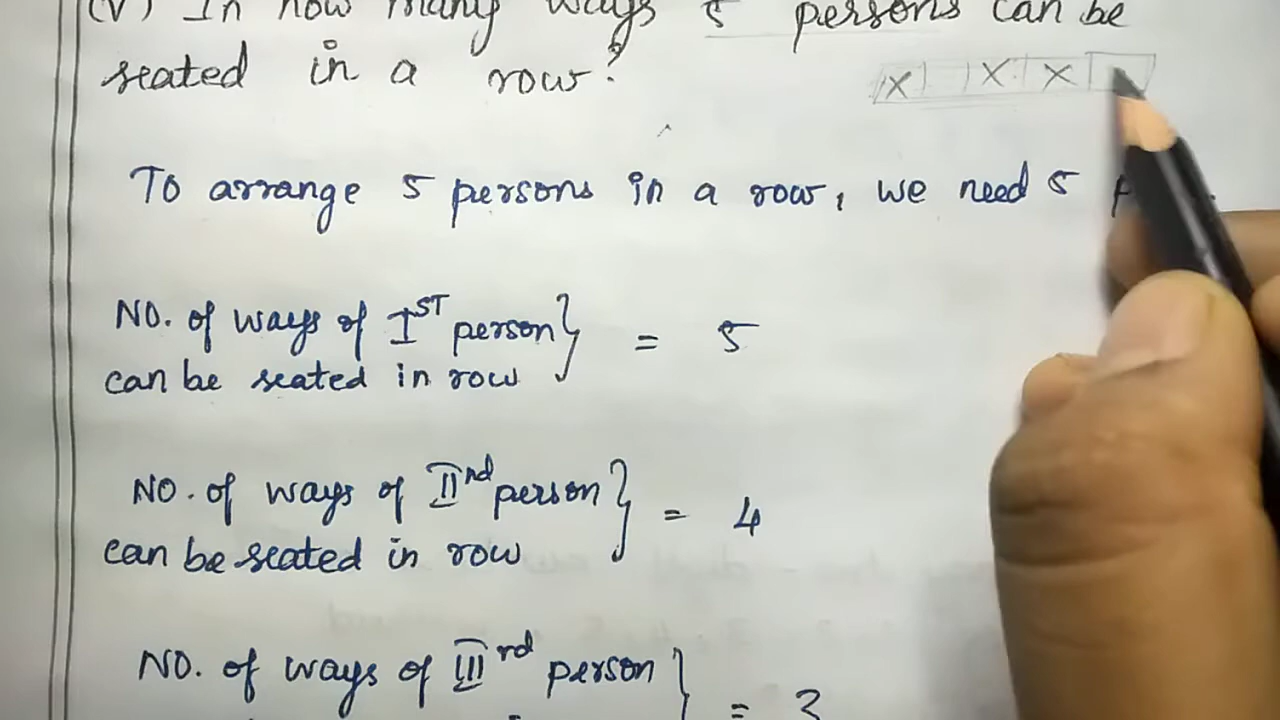 (V) In how many ways 5 persons can be
seated in a row?
X X X
To arrange 5 persons in a row, we need 5
NO. of ways of IST person } = 5
can be seated in row
NO. of ways of IInd person } = 4
can be seated in row
NO. of ways of IIIrd person } = 3